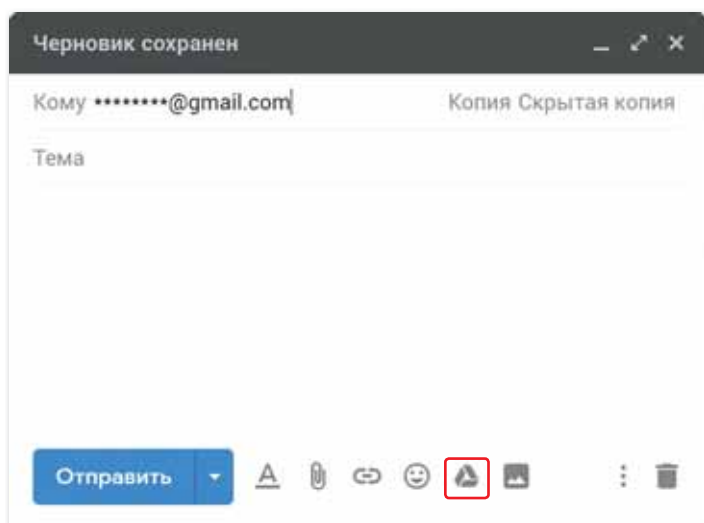 Черновик сохранен
Кому ••••••••@gmail.com Копия Скрытая копия
Тема
Отправить A